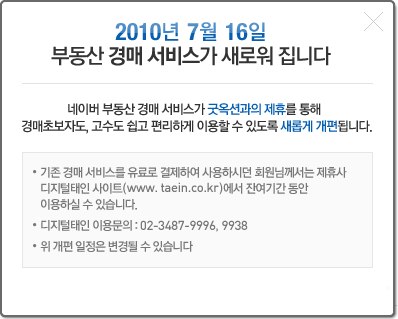 2010년 7월 16일
부동산 경매 서비스가 새로워 집니다
네이버 부동산 경매 서비스가 굿옥션과의 제휴를 통해
경매초보자도, 고수도 쉽고 편리하게 이용할 수 있도록 새롭게 개편됩니다.
• 기존 경매 서비스를 유료로 결제하여 사용하시던 회원님께서는 제휴사
디지털태인 사이트(www. taein.co.kr)에서 잔여기간 동안
이용하실 수 있습니다.
• 디지털태인 이용문의 : 02-3487-9996, 9938
• 위 개편 일정은 변경될 수 있습니다